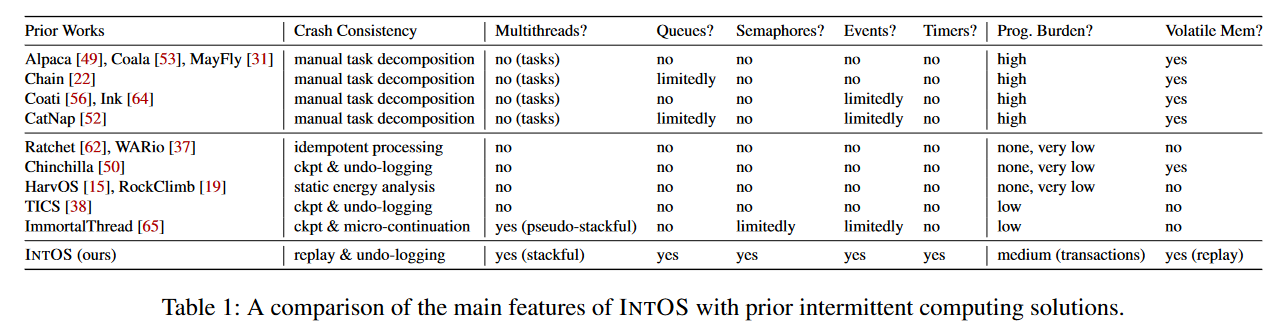 Prior Works Crash Consistency Multithreads? Queues? Semaphores? Events? Timers? Prog. Burden? Volatile Mem?
Alpaca [49], Coala [53], MayFly [31] manual task decomposition no (tasks) no no no no high yes
Chain [22] manual task decomposition no (tasks) limitedly no no no high yes
Coati [56], Ink [64] manual task decomposition no (tasks) no no limitedly no high yes
CatNap [52] manual task decomposition no (tasks) limitedly no limitedly no high yes
Ratchet [62], WARio [37] idempotent processing no no no no no none, very low no
Chinchilla [50] ckpt & undo-logging no no no no no none, very low yes
HarvOS [15], RockClimb [19] static energy analysis no no no no no none, very low no
TICS [38] ckpt & undo-logging no no no no no low no
ImmortalThread [65] ckpt & micro-continuation yes (pseudo-stackful) no limitedly limitedly no low no
INTOS (ours) replay & undo-logging yes (stackful) yes yes yes yes medium (transactions) yes (replay)
Table 1: A comparison of the main features of INTOS with prior intermittent computing solutions.